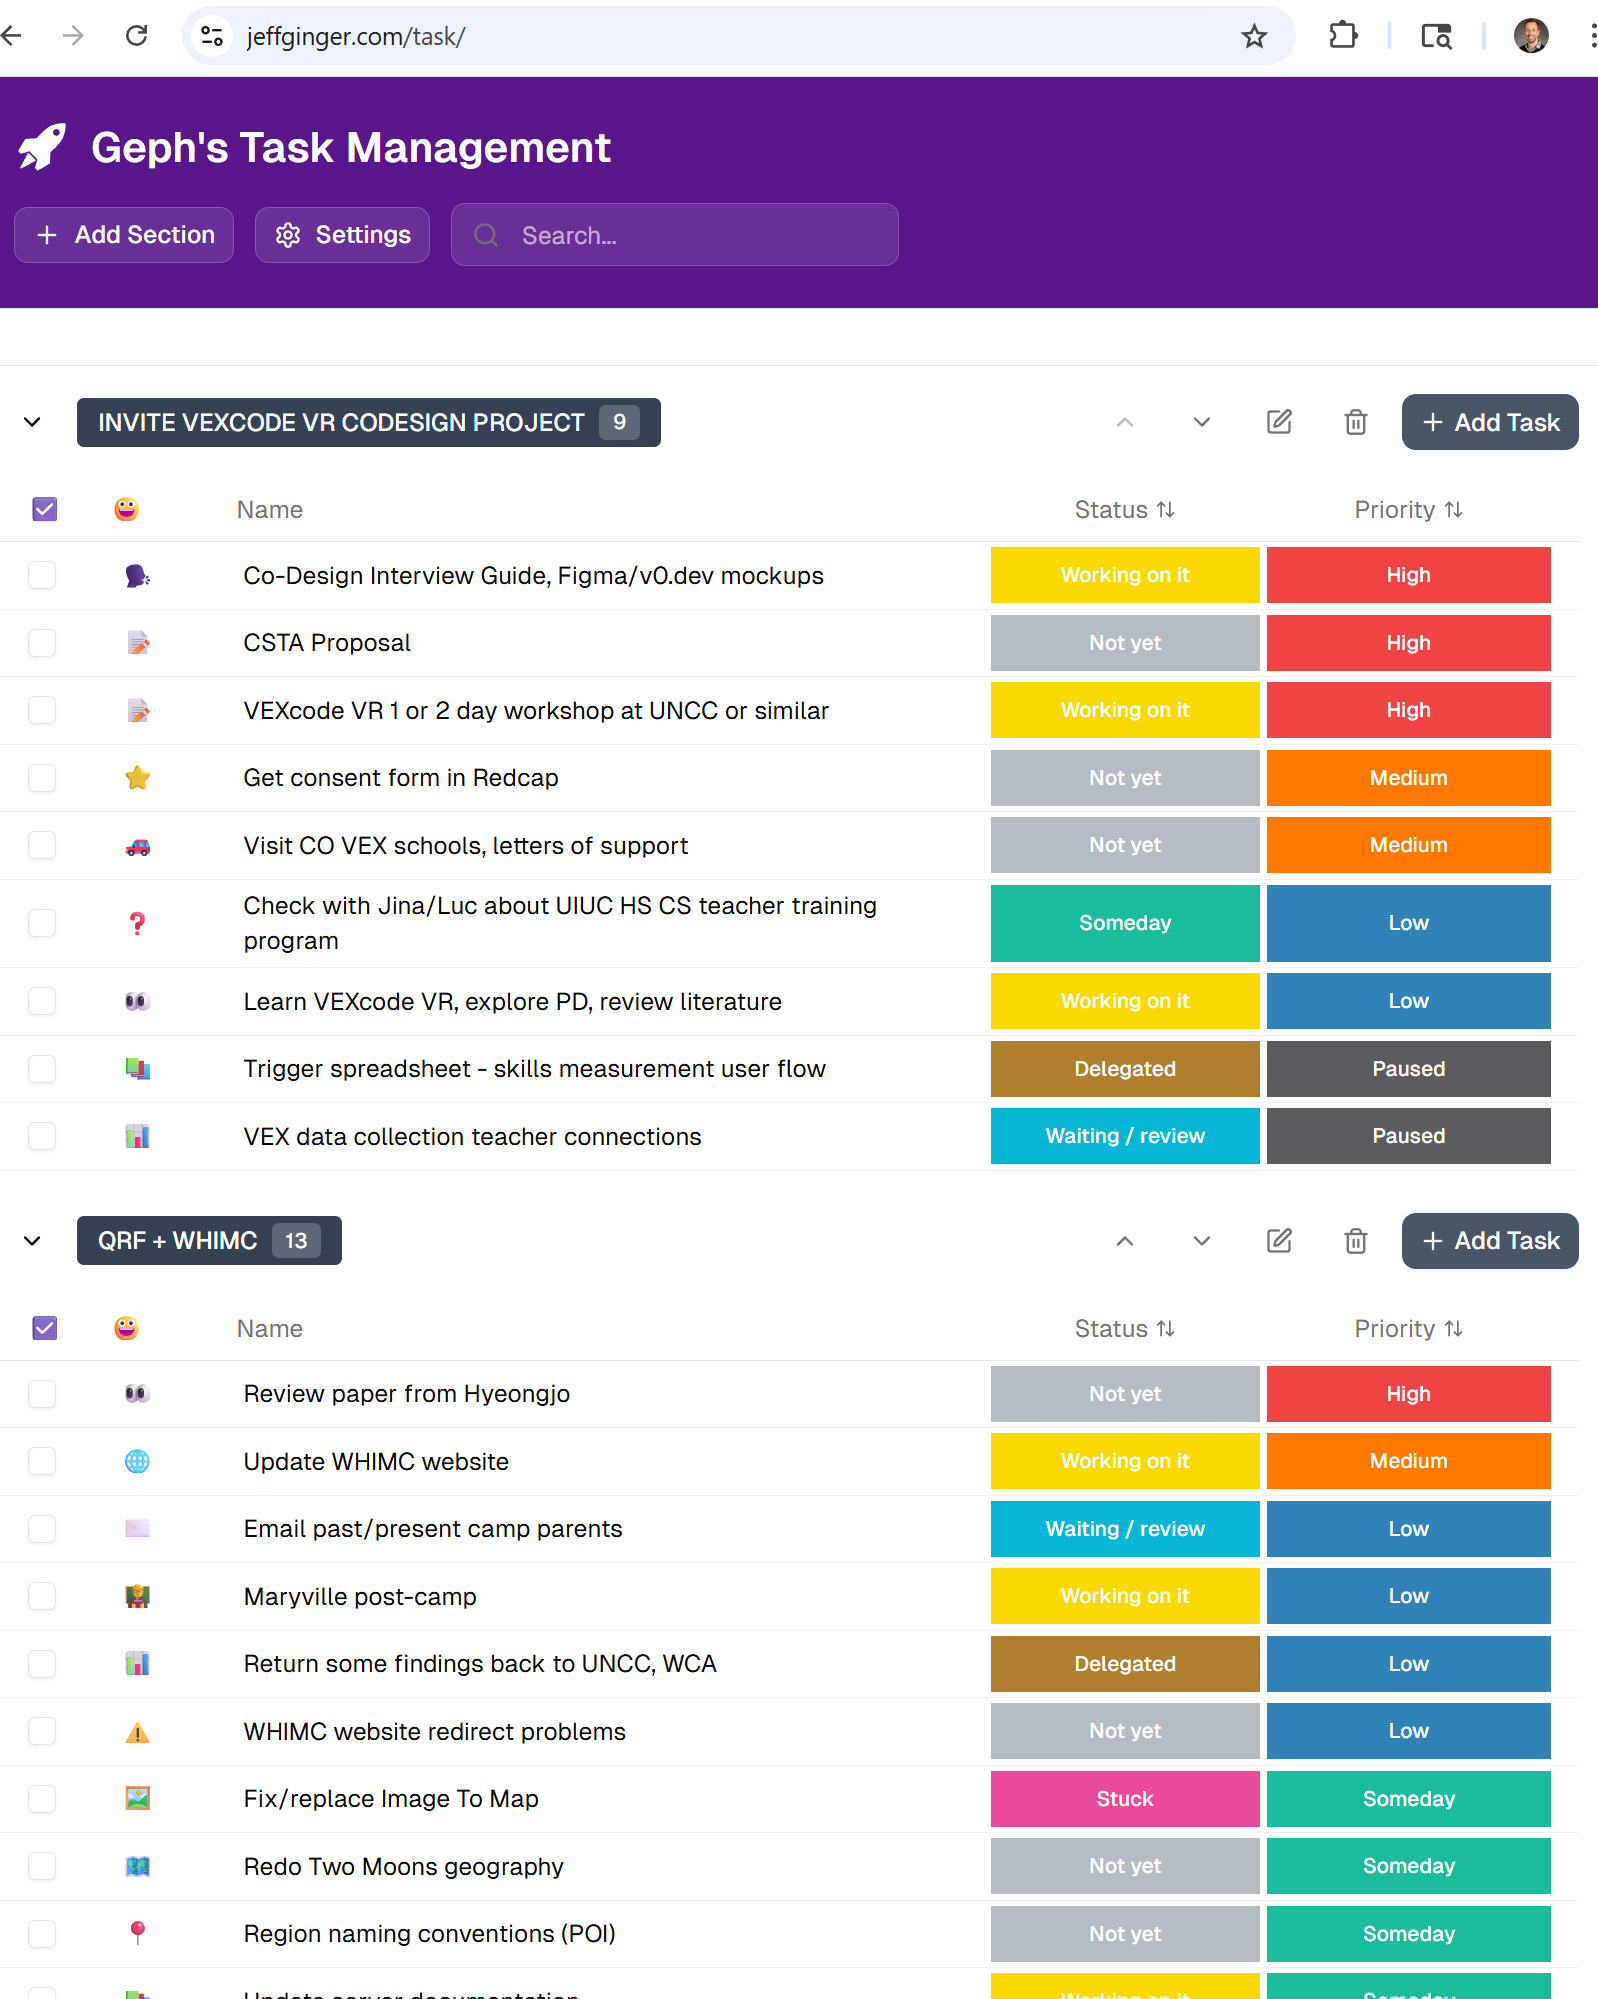 jeffginger.com/task/
Geph's Task Management
Add Section
Settings
Search...
INVITE VEXCODE VR CODESIGN PROJECT 9
Add Task
Name Status Priority
Co-Design Interview Guide, Figma/v0.dev mockups Working on it High
CSTA Proposal Not yet High
VEXcode VR 1 or 2 day workshop at UNCC or similar Working on it High
Get consent form in Redcap Not yet Medium
Visit CO VEX schools, letters of support Not yet Medium
Check with Jina/Luc about UIUC HS CS teacher training
program
Someday Low
Learn VEXcode VR, explore PD, review literature Working on it Low
Trigger spreadsheet - skills measurement user flow Delegated Paused
VEX data collection teacher connections Waiting / review Paused
QRF + WHIMC 13
Add Task
Name Status Priority
Review paper from Hyeongjo Not yet High
Update WHIMC website Working on it Medium
Email past/present camp parents Waiting / review Low
Maryville post-camp Working on it Low
Return some findings back to UNCC, WCA Delegated Low
WHIMC website redirect problems Not yet Low
Fix/replace Image To Map Stuck Someday
Redo Two Moons geography Not yet Someday
Region naming conventions (POI) Not yet Someday
Update server documentation Working on it Someday